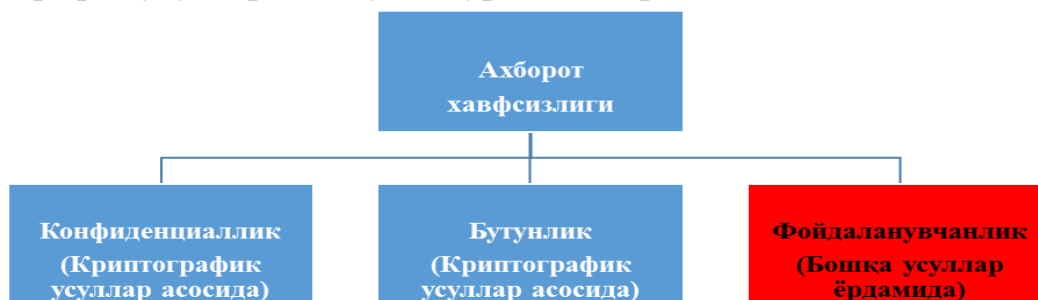 Ахборот
хавфсизлиги
Конфиденциаллик
(Криптографик
усуллар асосида)
Бутунлик
(Криптографик
усуллар асосида)
Фойдаланувчанлик
(Бошқа усуллар
ёрдамида)